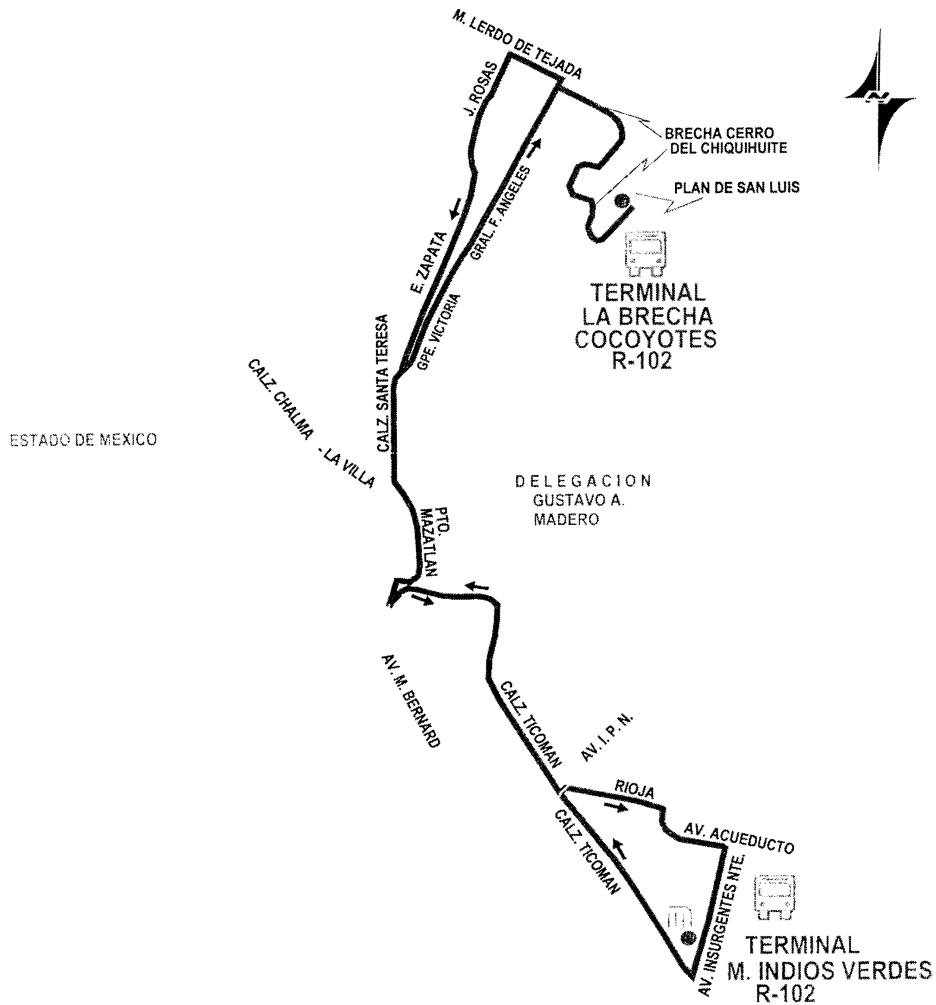 M. LERDO DE TEJADA
N
J. ROSAS
BRECHA CERRO
DEL CHIQUIHUITE
PLAN DE SAN LUIS
GRAL. F. ANGELES
E. ZAPATA
GPE. VICTORIA
TERMINAL
LA BRECHA
COCOYOTES
R-102
CALZ. SANTA TERESA
CALZ. CHALMA
- LA VILLA
ESTADO DE MEXICO
DELEGACION
GUSTAVO A.
MADERO
PTO.
MAZATLAN
AV. M. BERNARD
CALZ. TICOMAN
AV. I. P. N.
RIOJA
AV. ACUEDUCTO
CALZ. TICOMAN
AV. INSURGENTES NTE.
TERMINAL
M. INDIOS VERDES
R-102